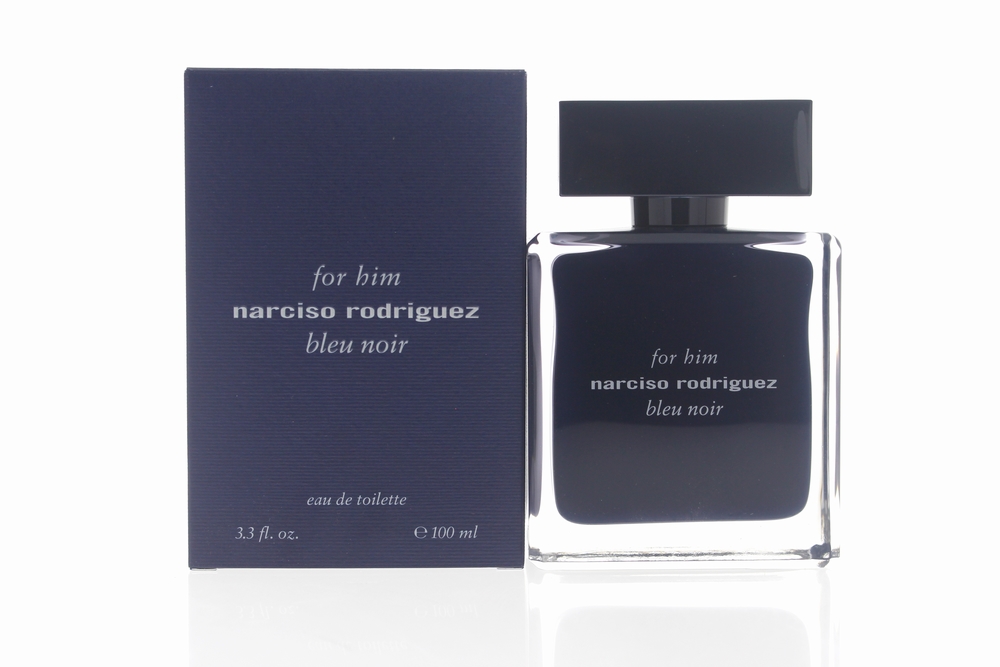 for him
narciso rodriguez
bleu noir
eau de toilette
3.3 fl. oz.
℮ 100 ml
for him
narciso rodriguez
bleu noir